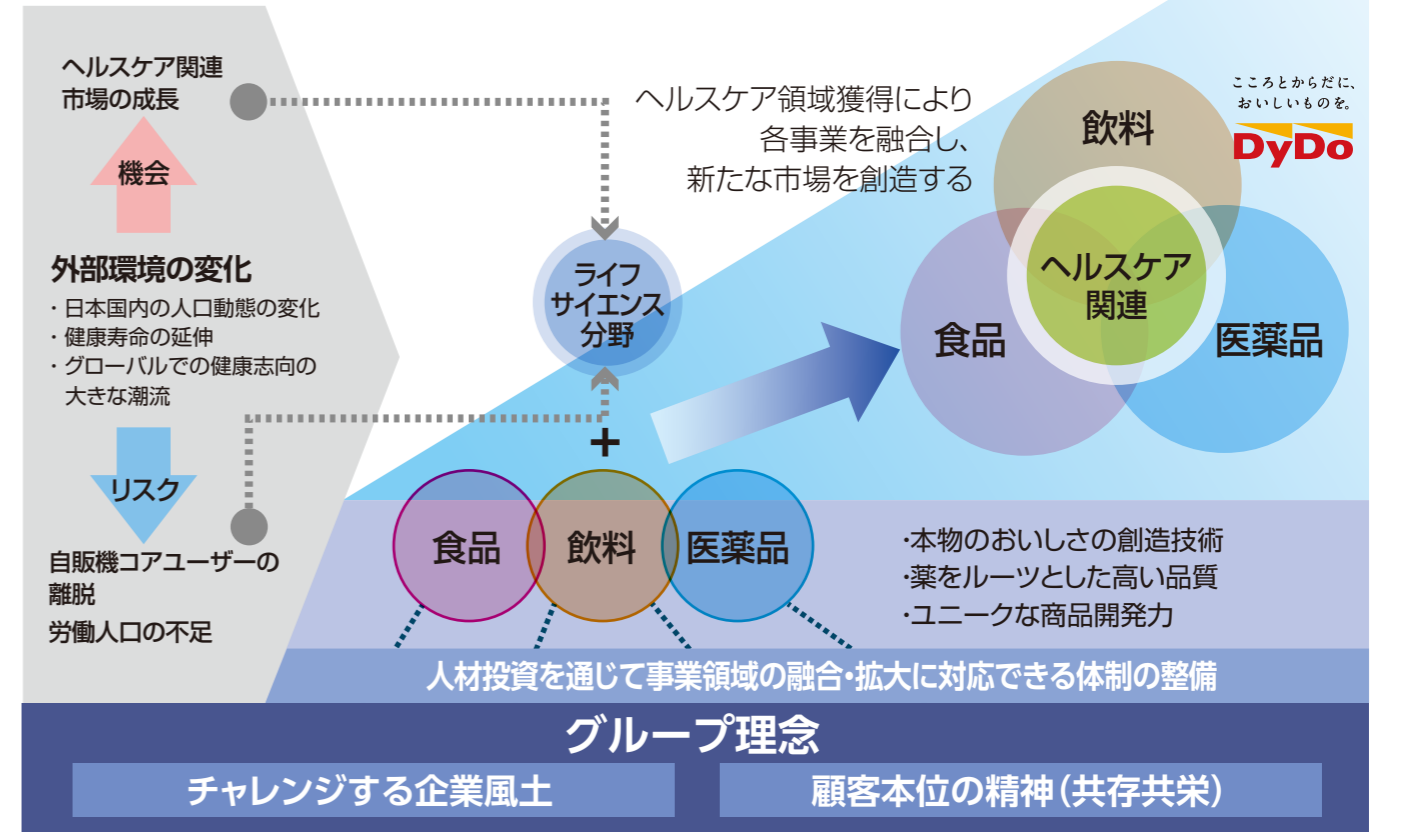 ヘルスケア関連
市場の成長
機会
外部環境の変化
・日本国内の人口動態の変化
・健康寿命の延伸
・グローバルでの健康志向の
大きな潮流
リスク
自販機コアユーザーの
離脱
労働人口の不足
ヘルスケア領域獲得により
各事業を融合し、
新たな市場を創造する
ライフ
サイエンス
分野
+
食品
飲料
医薬品
こころとからだに、
おいしいものを。
DyDo
飲料
ヘルスケア
関連
食品
医薬品
・本物のおいしさの創造技術
・薬をルーツとした高い品質
・ユニークな商品開発力
人材投資を通じて事業領域の融合・拡大に対応できる体制の整備
グループ理念
チャレンジする企業風土
顧客本位の精神（共存共栄）